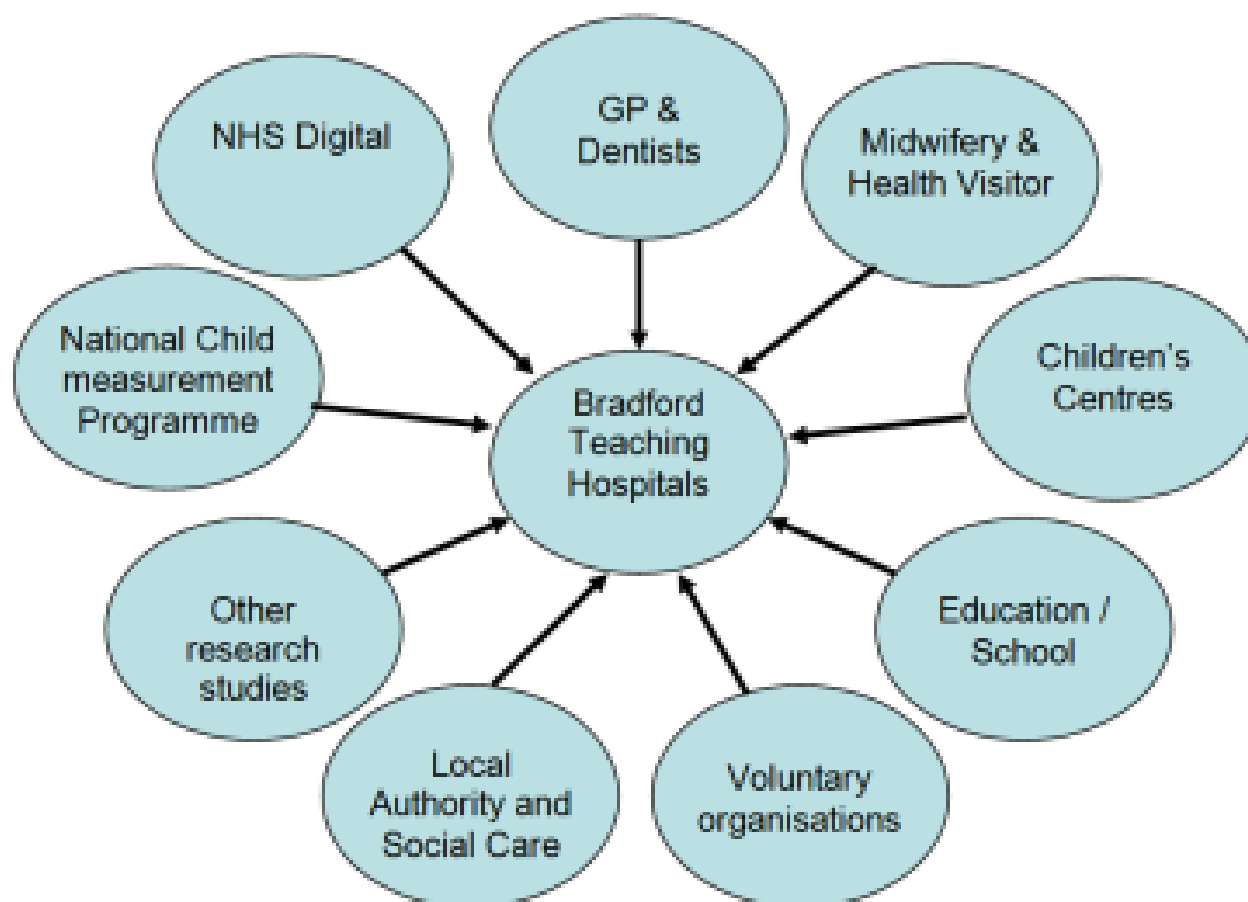 NHS Digital
GP &
Dentists
Midwifery &
Health Visitor
National Child
measurement
Programme
Bradford
Teaching
Hospitals
Children's
Centres
Other
research
studies
Education /
School
Local
Authority and
Social Care
Voluntary
organisations